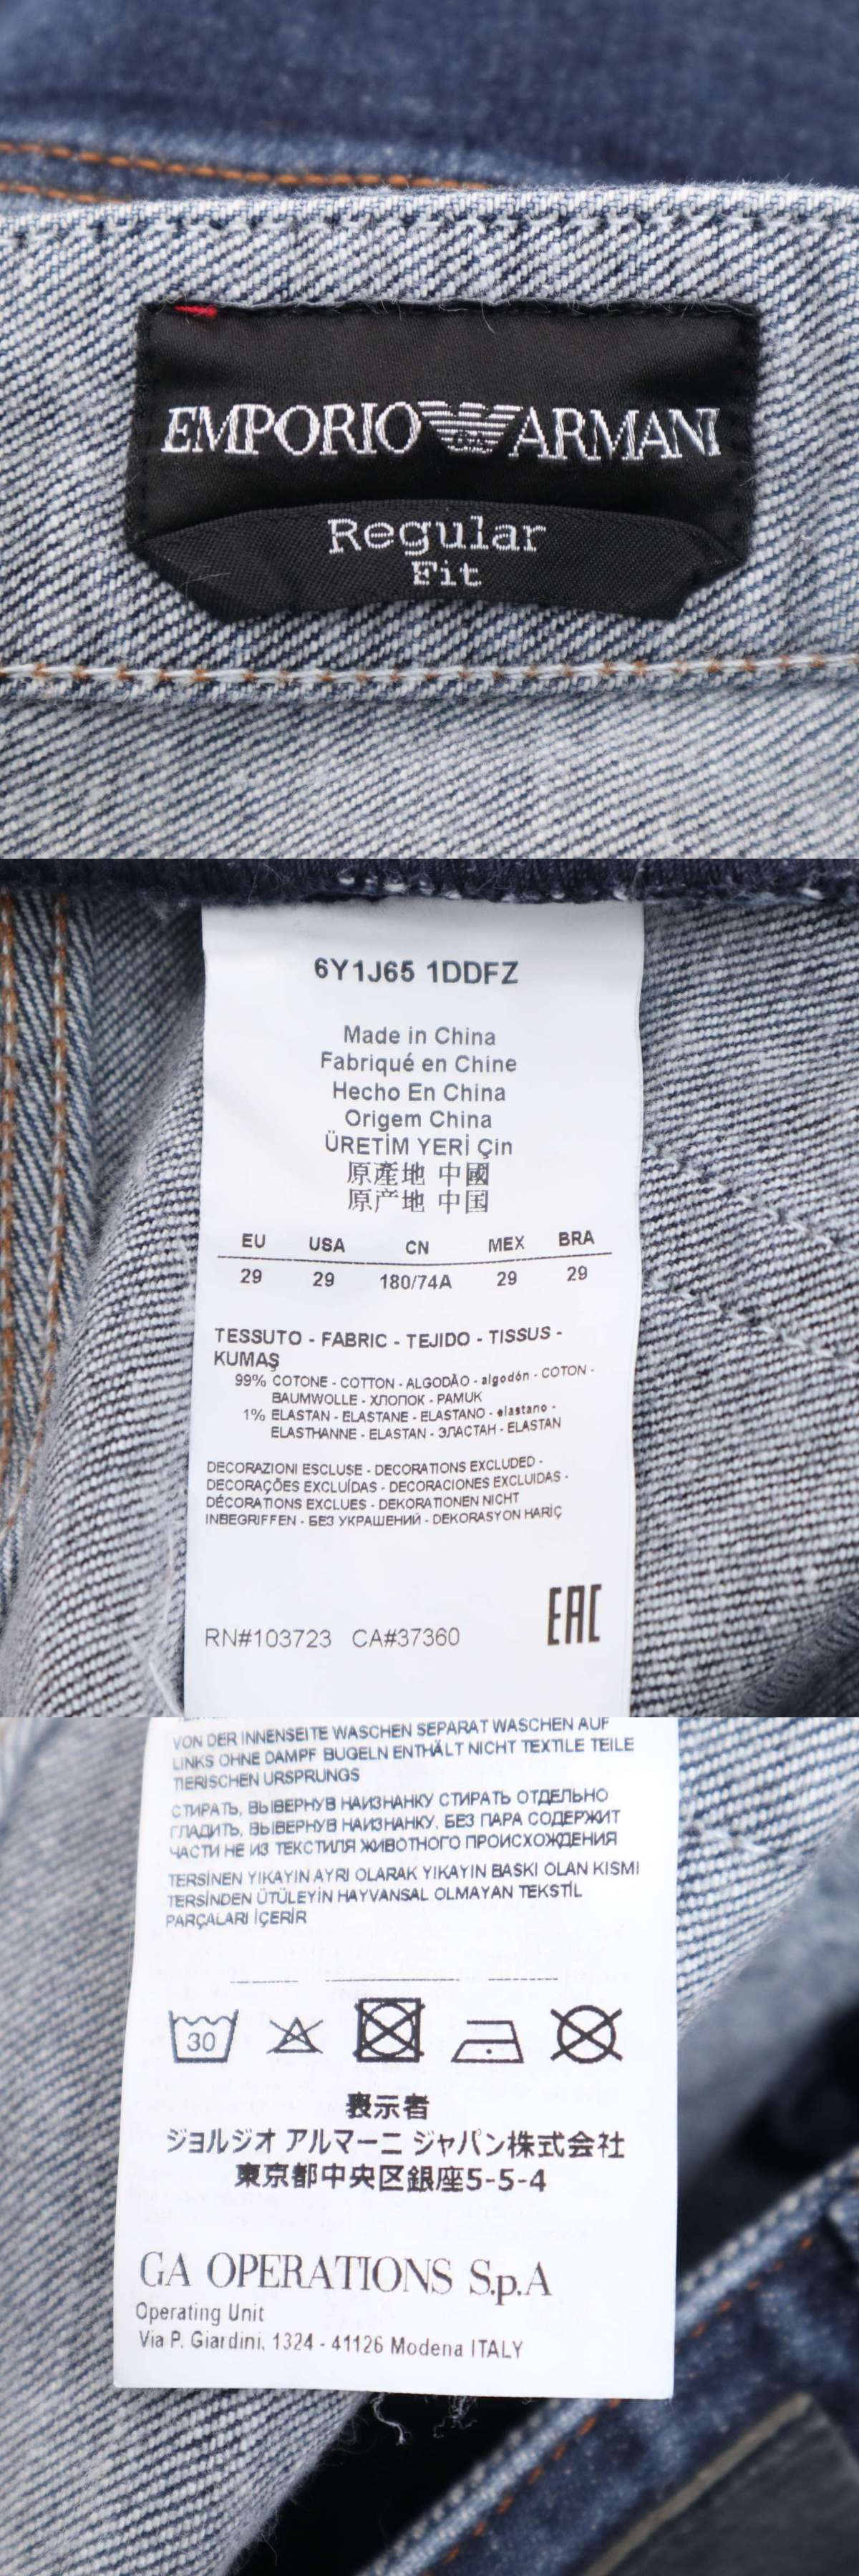 EMPORIO ARMANI
Regular
Fit
6Y1J65 1DDFZ
Made in China
Fabriqué en Chine
Hecho En China
Origem China
ÜRETİM YERİ Çin
原產地 中國
原产地 中国
EU USA CN MEX BRA
29 29 180/74A 29 29
TESSUTO - FABRIC - TEJIDO - TISSUS -
KUMAŞ
99% COTONE - COTTON - ALGODÃO - algodón - COTON -
BAUMWOLLE - ХЛОПОК - PAMUK
1% ELASTAN - ELASTANE - ELASTANO - elastano -
ELASTHANNE - ELASTAN - ЭЛАСТАН - ELASTAN
DECORAZIONI ESCLUSE - DECORATIONS EXCLUDED -
DECORAÇÕES EXCLUÍDAS - DECORACIONES EXCLUIDAS -
DÉCORATIONS EXCLUES - DEKORATIONEN NICHT
INBEGRIFFEN - БЕЗ УКРАШЕНИЙ - DEKORASYON HARİÇ
EAC
RN#103723 CA#37360
VON DER INNENSEITE WASCHEN SEPARAT WASCHEN AUF
LINKS OHNE DAMPF BUGELN ENTHÄLT NICHT TEXTILE TEILE
TIERISCHEN URSPRUNGS
СТИРАТЬ, ВЫВЕРНУВ НАИЗНАНКУ СТИРАТЬ ОТДЕЛЬНО
ГЛАДИТЬ, ВЫВЕРНУВ НАИЗНАНКУ, БЕЗ ПАРА СОДЕРЖИТ
ЧАСТИ НЕ ИЗ ТЕКСТИЛЯ ЖИВОТНОГО ПРОИСХОЖДЕНИЯ
TERSINEN YIKAYIN AYRI OLARAK YIKAYIN BASKI OLAN KISMI
TERSİNDEN ÜTÜLEYİN HAYVANSAL OLMAYAN TEKSTİL
PARÇALARI İÇERİR
30
表示者
ジョルジオ アルマーニ ジャパン株式会社
東京都中央区銀座5-5-4
GA OPERATIONS S.p.A
Operating Unit
Via P. Giardini, 1324 - 41126 Modena ITALY